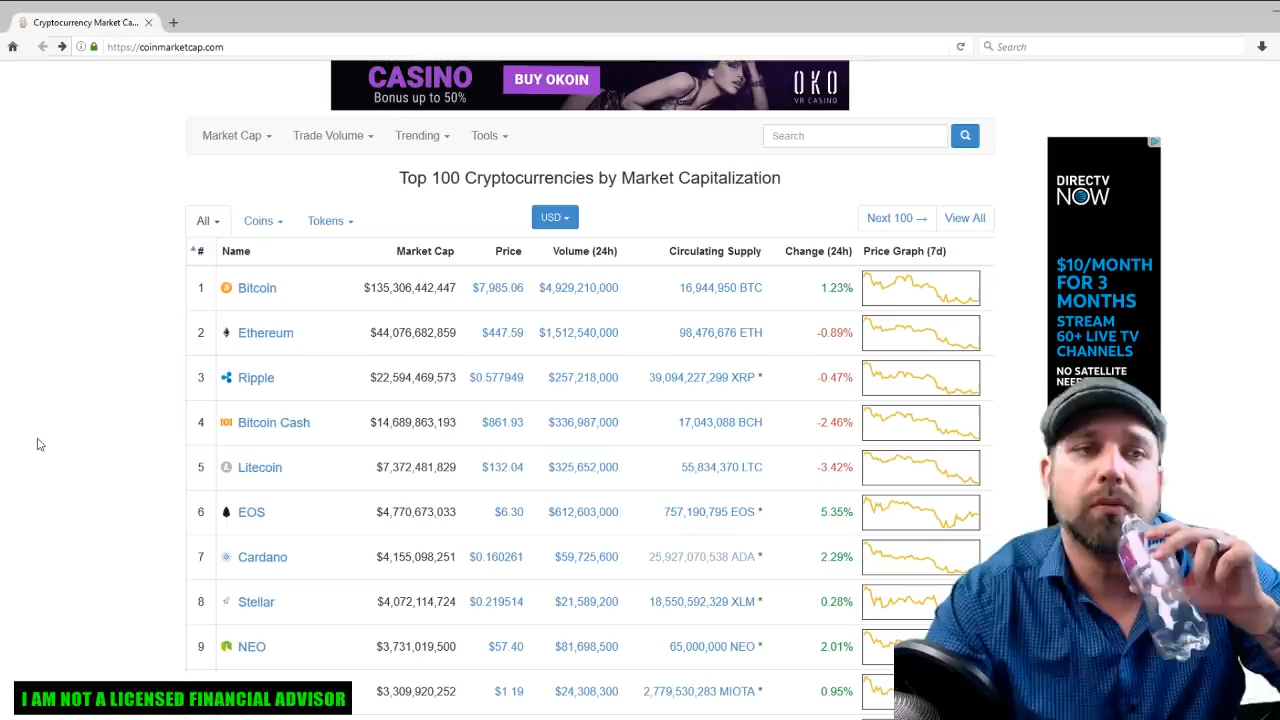 Cryptocurrency Market Ca...
https://coinmarketcap.com
Search
CASINO
Bonus up to 50%
BUY OKOIN
OKO
VR CASINO
Market Cap
Trade Volume
Trending
Tools
Search
Top 100 Cryptocurrencies by Market Capitalization
All
Coins
Tokens
USD
Next 100 →
View All
# Name Market Cap Price Volume (24h) Circulating Supply Change (24h) Price Graph (7d)
1 Bitcoin $135,306,442,447 $7,985.06 $4,929,210,000 16,944,950 BTC 1.23%
2 Ethereum $44,076,682,859 $447.59 $1,512,540,000 98,476,676 ETH -0.89%
3 Ripple $22,594,469,573 $0.577949 $257,218,000 39,094,227,299 XRP * -0.47%
4 Bitcoin Cash $14,689,863,193 $861.93 $336,987,000 17,043,088 BCH -2.46%
5 Litecoin $7,372,481,829 $132.04 $325,652,000 55,834,370 LTC -3.42%
6 EOS $4,770,673,033 $6.30 $612,603,000 757,190,795 EOS * 5.35%
7 Cardano $4,155,098,251 $0.160261 $59,725,600 25,927,070,538 ADA * 2.29%
8 Stellar $4,072,114,724 $0.219514 $21,589,200 18,550,592,329 XLM * 0.28%
9 NEO $3,731,019,500 $57.40 $81,698,500 65,000,000 NEO * 2.01%
$3,309,920,252 $1.19 $24,308,300 2,779,530,283 MIOTA * 0.95%
DIRECTV
NOW
$10/MONTH
FOR 3
MONTHS
STREAM
60+ LIVE TV
CHANNELS
NO SATELLITE
I AM NOT A LICENSED FINANCIAL ADVISOR